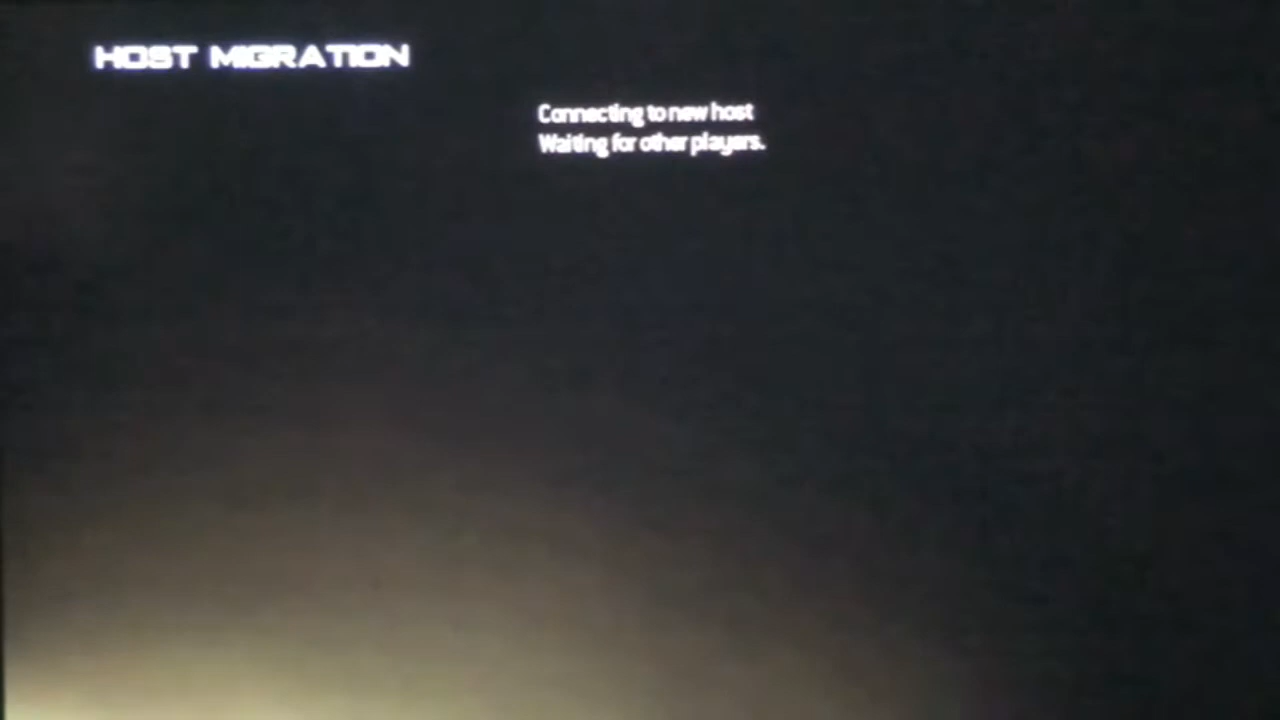 HOST MIGRATION
Connecting to new host
Waiting for other players.